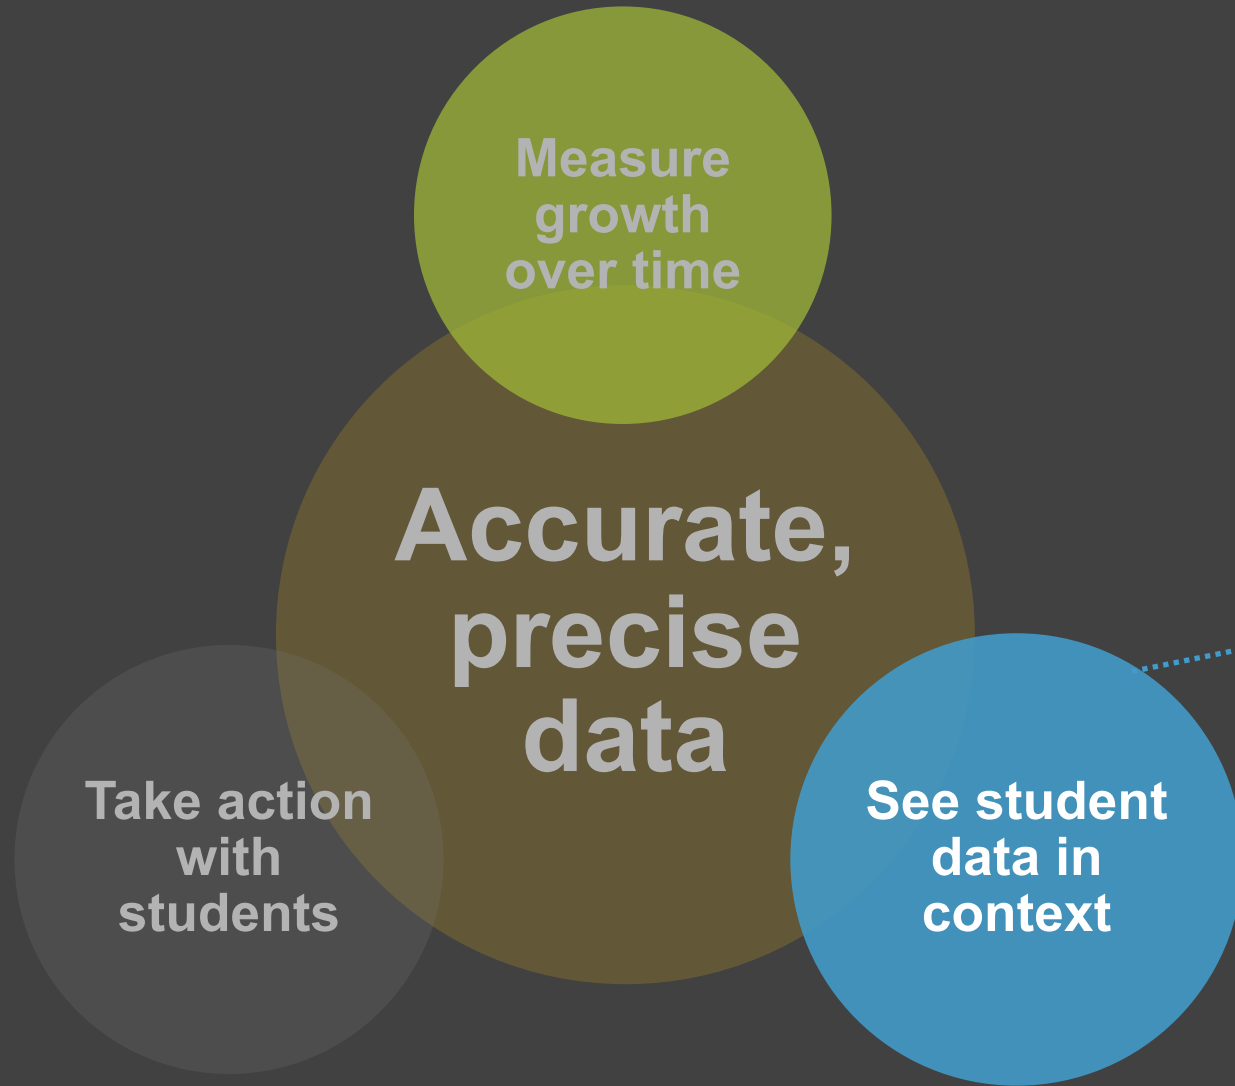 Measure
growth
over time
Accurate,
precise
data
Take action
with
students
See student
data in
context